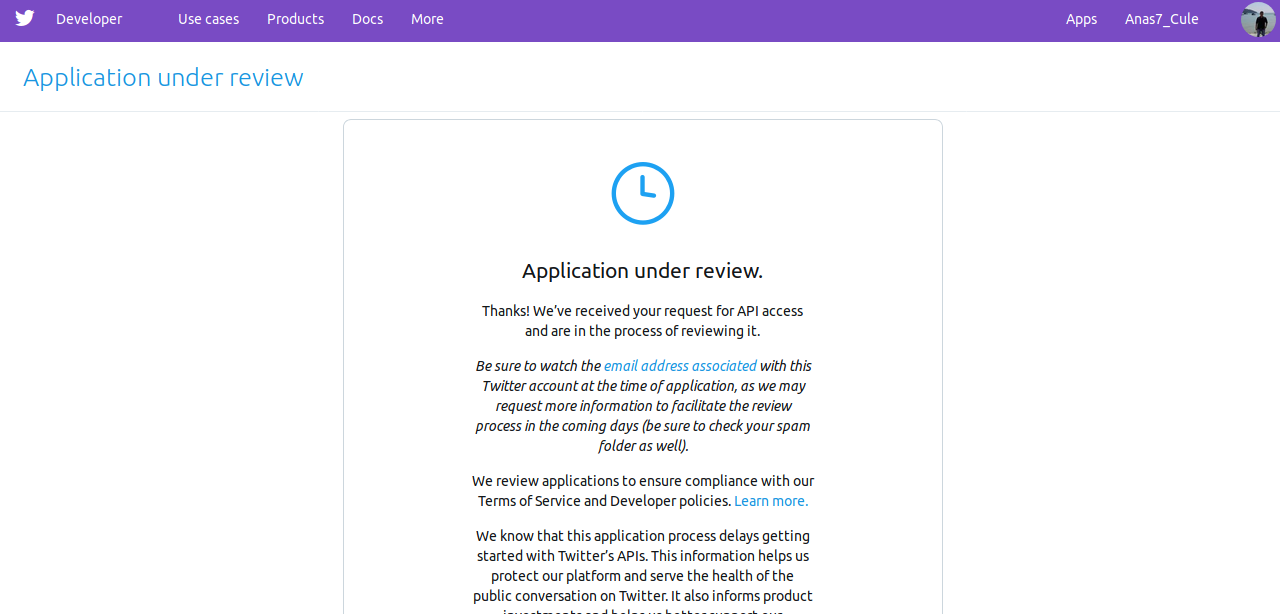 Developer Use cases Products Docs More Apps Anas7_Cule
Application under review
Application under review.
Thanks! We’ve received your request for API access
and are in the process of reviewing it.
Be sure to watch the email address associated with this
Twitter account at the time of application, as we may
request more information to facilitate the review
process in the coming days (be sure to check your spam
folder as well).
We review applications to ensure compliance with our
Terms of Service and Developer policies. Learn more.
We know that this application process delays getting
started with Twitter’s APIs. This information helps us
protect our platform and serve the health of the
public conversation on Twitter. It also informs product